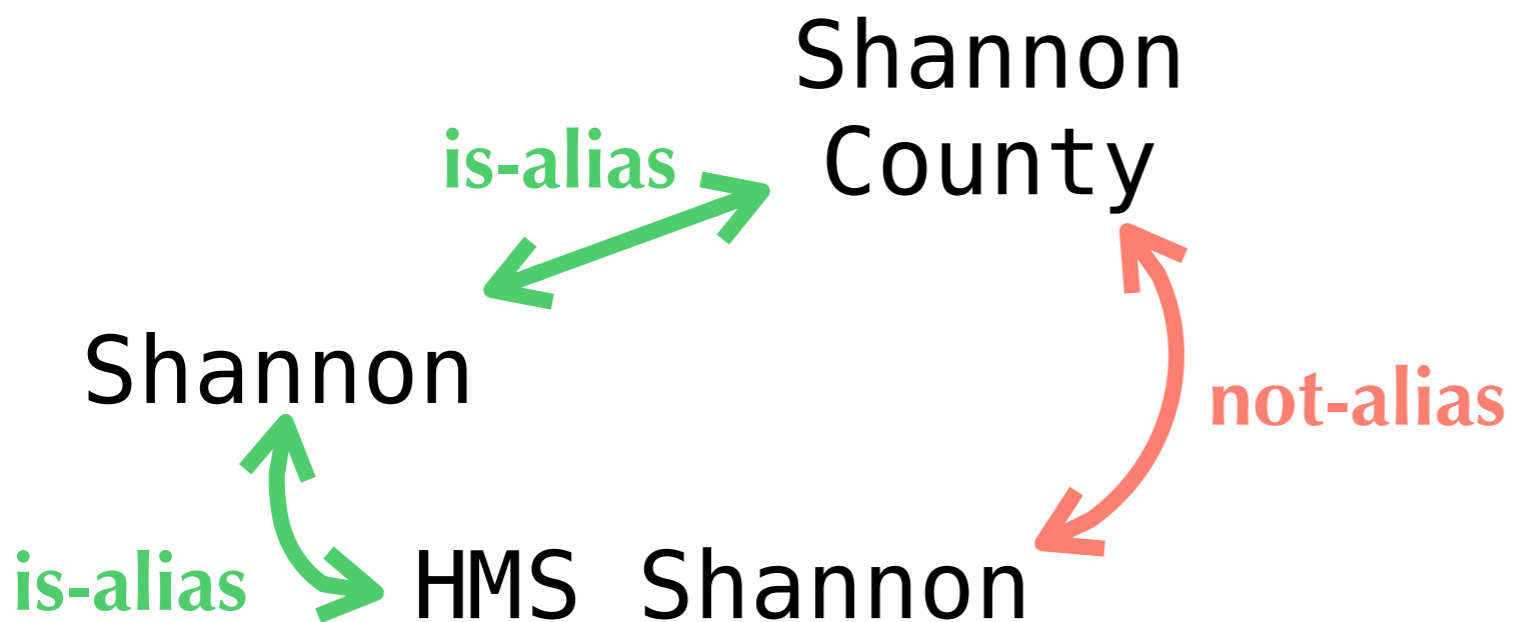 Shannon
County
is-alias
Shannon
not-alias
is-alias
HMS Shannon